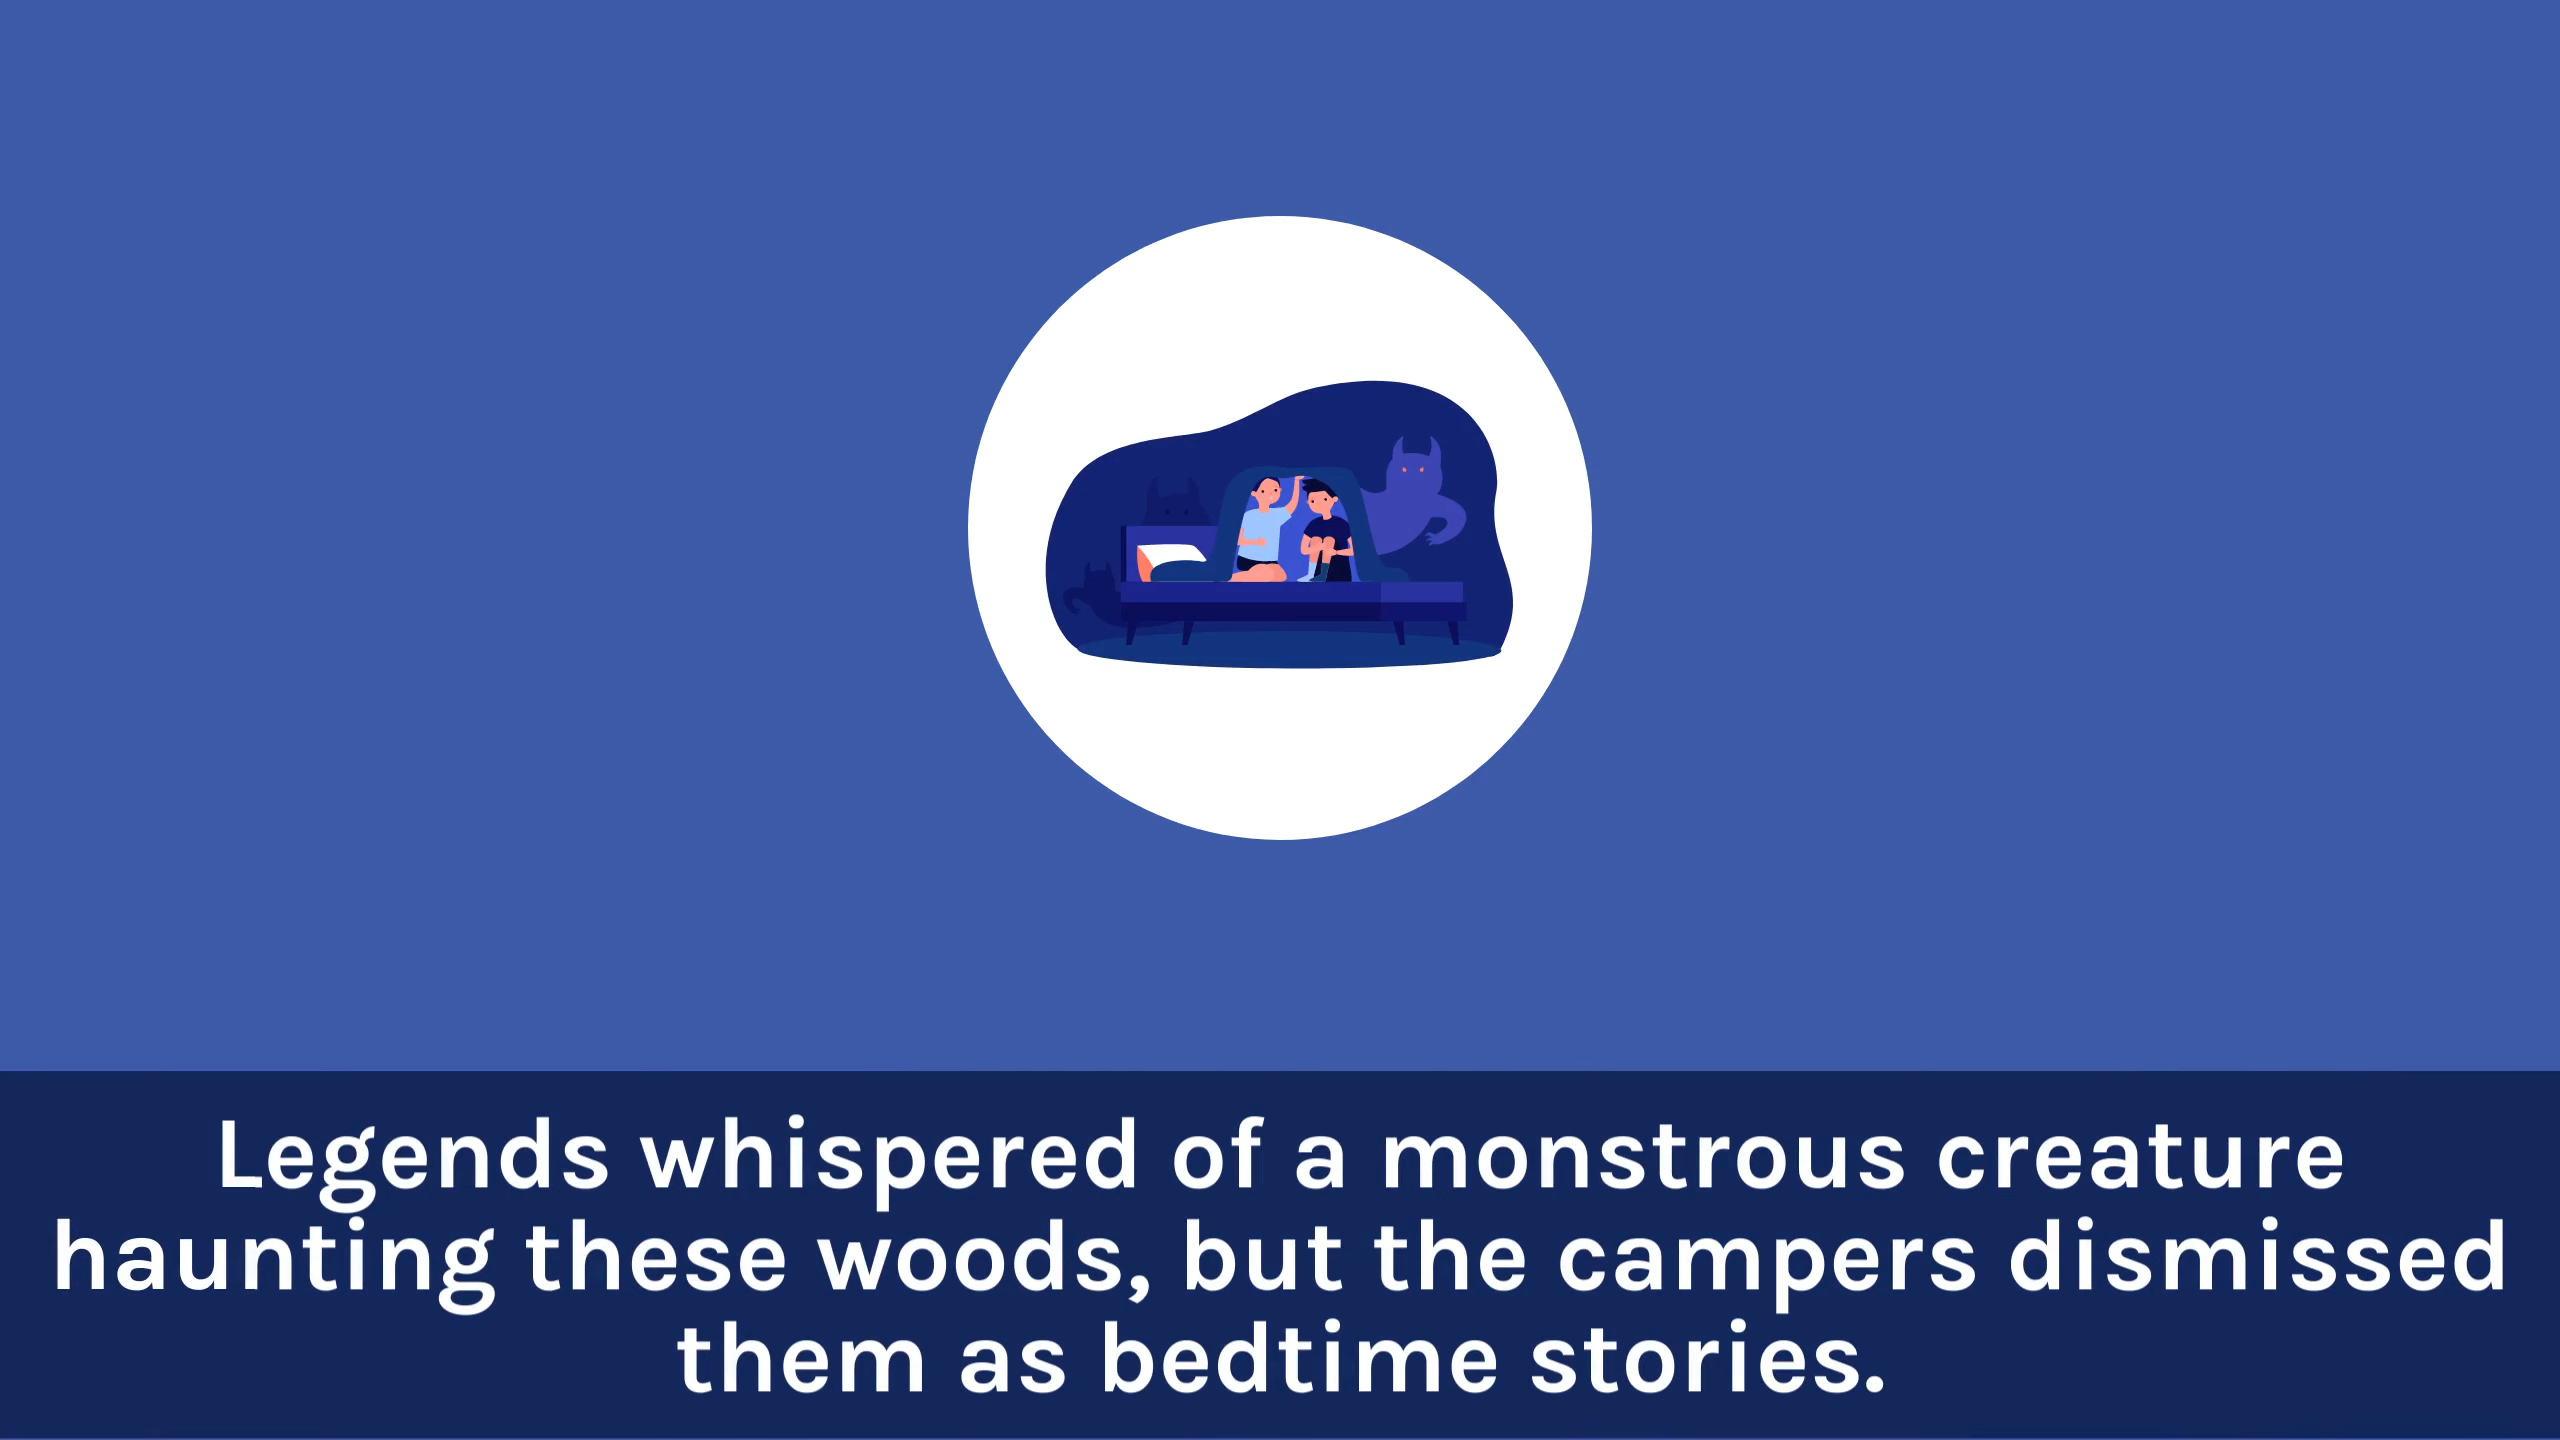 Legends whispered of a monstrous creature
haunting these woods, but the campers dismissed
them as bedtime stories.